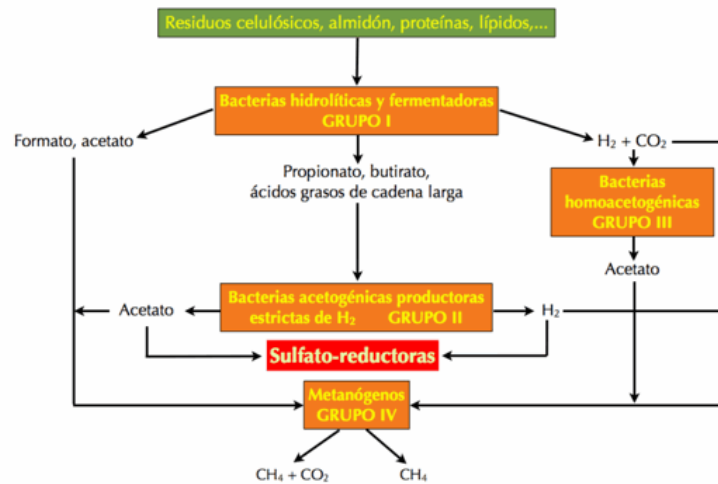 Residuos celulósicos, almidón, proteínas, lípidos,...
Bacterias hidrolíticas y fermentadoras
GRUPO I
Formato, acetato
H₂ + CO₂
Propionato, butirato,
ácidos grasos de cadena larga
Bacterias
homoacetogénicas
GRUPO III
Acetato
Acetato
Bacterias acetogénicas productoras
estrictas de H₂ GRUPO II
H₂
Sulfato-reductoras
Metanógenos
GRUPO IV
CH₄ + CO₂
CH₄